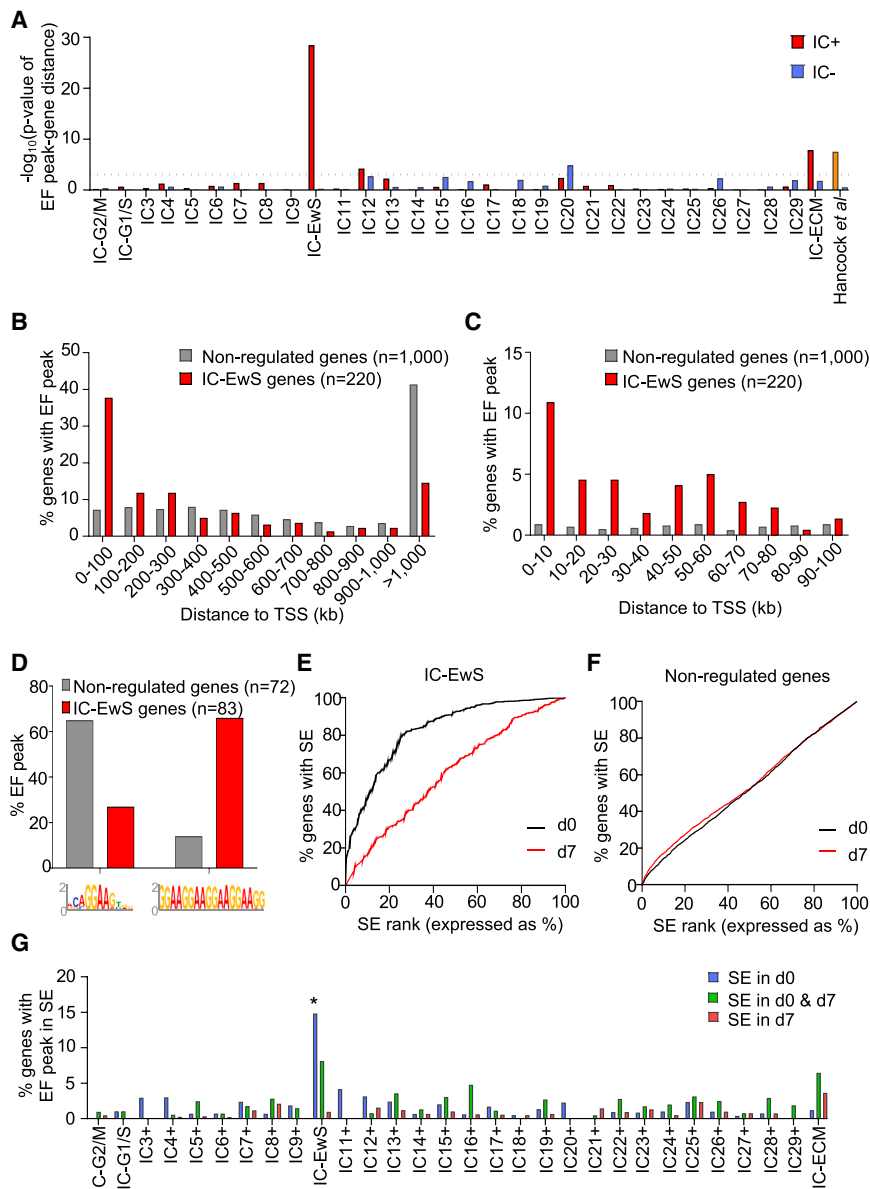 A
-log10(p-value of
EF peak-gene distance)
30
20
10
0
IC+
IC-
IC-G2/M
IC-G1/S
IC3
IC4
IC5
IC6
IC7
IC8
IC9
IC-EwS
IC11
IC12
IC13
IC14
IC15
IC16
IC17
IC18
IC19
IC20
IC21
IC22
IC23
IC24
IC25
IC26
IC27
IC28
IC29
IC-ECM
Hancock et al
B
% genes with EF peak
50
40
30
20
10
0
Non-regulated genes (n=1,000)
IC-EwS genes (n=220)
0-100
100-200
200-300
300-400
400-500
500-600
600-700
700-800
800-900
900-1,000
>1,000
Distance to TSS (kb)
C
% genes with EF peak
15
10
5
0
Non-regulated genes (n=1,000)
IC-EwS genes (n=220)
0-10
10-20
20-30
30-40
40-50
50-60
60-70
70-80
80-90
90-100
Distance to TSS (kb)
D
% EF peak
80
60
40
20
0
Non-regulated genes (n=72)
IC-EwS genes (n=83)
2
0
CAGGAAGT
2
0
GGAAGGAAGGAAGGAAGG
E
IC-EwS
% genes with SE
100
80
60
40
20
0
d0
d7
0 20 40 60 80 100
SE rank (expressed as %)
F
Non-regulated genes
% genes with SE
100
80
60
40
20
0
d0
d7
0 20 40 60 80 100
SE rank (expressed as %)
G
% genes with
EF peak in SE
20
15
10
5
0
*
SE in d0
SE in d0 & d7
SE in d7
C-G2/M
IC-G1/S
IC3+
IC4+
IC5+
IC6+
IC7+
IC8+
IC9+
IC-EwS
IC11+
IC12+
IC13+
IC14+
IC15+
IC16+
IC17+
IC18+
IC19+
IC20+
IC21+
IC22+
IC23+
IC24+
IC25+
IC26+
IC27+
IC28+
IC29+
IC-ECM